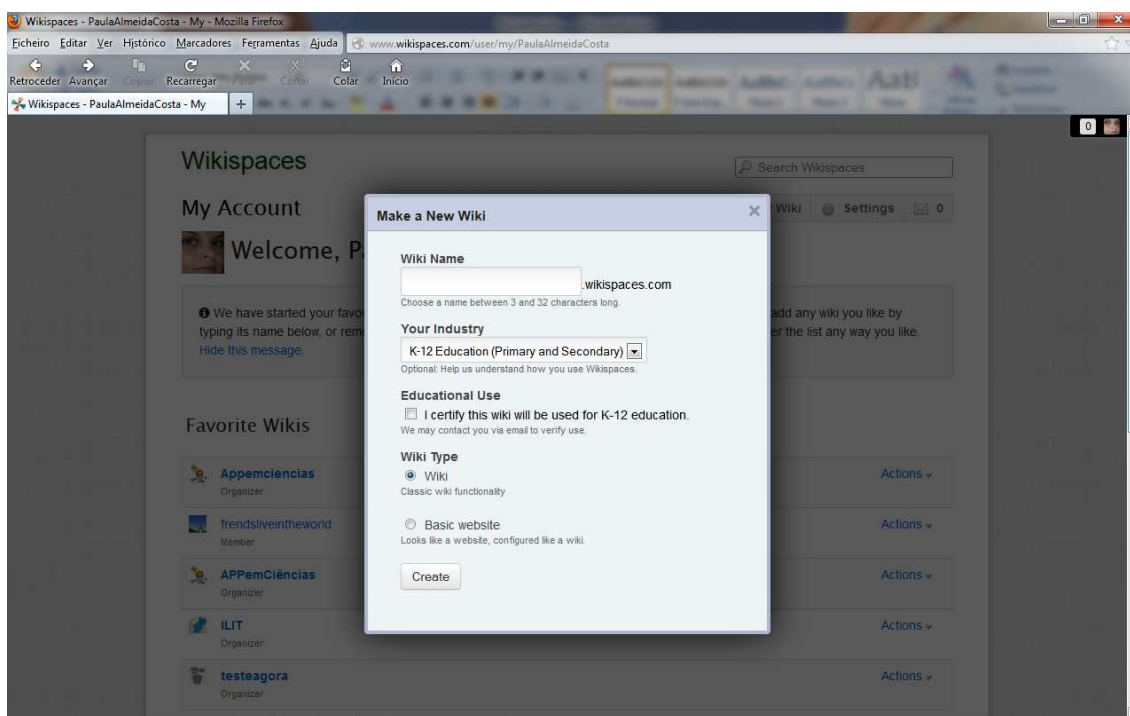 Wikispaces - PaulaAlmeidaCosta - My - Mozilla Firefox
Ficheiro Editar Ver Histórico Marcadores Ferramentas Ajuda
www.wikispaces.com/user/my/PaulaAlmeidaCosta
Retroceder Avançar Copiar Recarregar Parar Cortar Colar Início
Wikispaces - PaulaAlmeidaCosta - My
0
Wikispaces
Search Wikispaces
My Account
Wiki Settings 0
Welcome, P
We have started your favo
add any wiki you like by
typing its name below, or rem
er the list any way you like.
Hide this message.
Make a New Wiki
Wiki Name
.wikispaces.com
Choose a name between 3 and 32 characters long.
Your Industry
K-12 Education (Primary and Secondary)
Optional: Help us understand how you use Wikispaces.
Educational Use
I certify this wiki will be used for K-12 education.
We may contact you via email to verify use.
Wiki Type
Wiki
Classic wiki functionality
Basic website
Looks like a website, configured like a wiki.
Create
Favorite Wikis
Appemciencias Actions
Organizer
frendsliveintheworld Actions
Member
APPemCiências Actions
Organizer
ILIT Actions
Organizer
testeagora Actions
Organizer